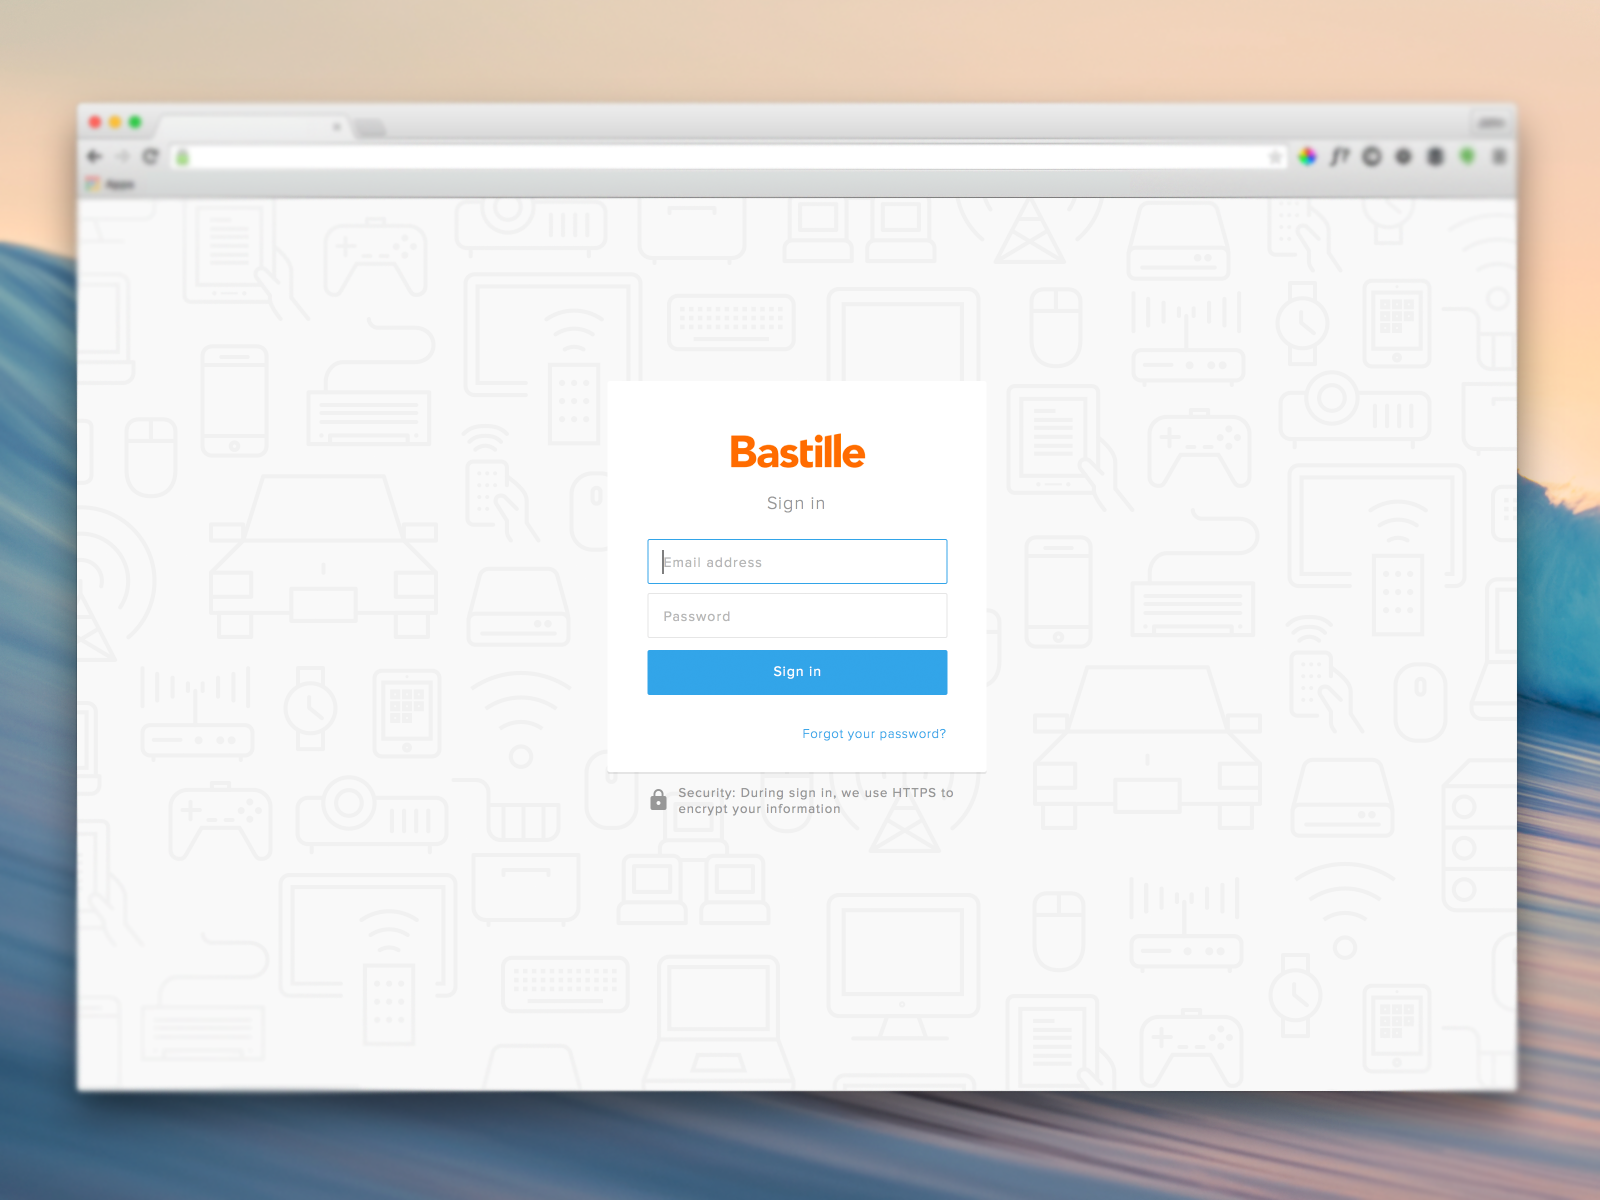 Apps
Bastille
Sign in
Email address
Password
Sign in
Forgot your password?
Security: During sign in, we use HTTPS to
encrypt your information